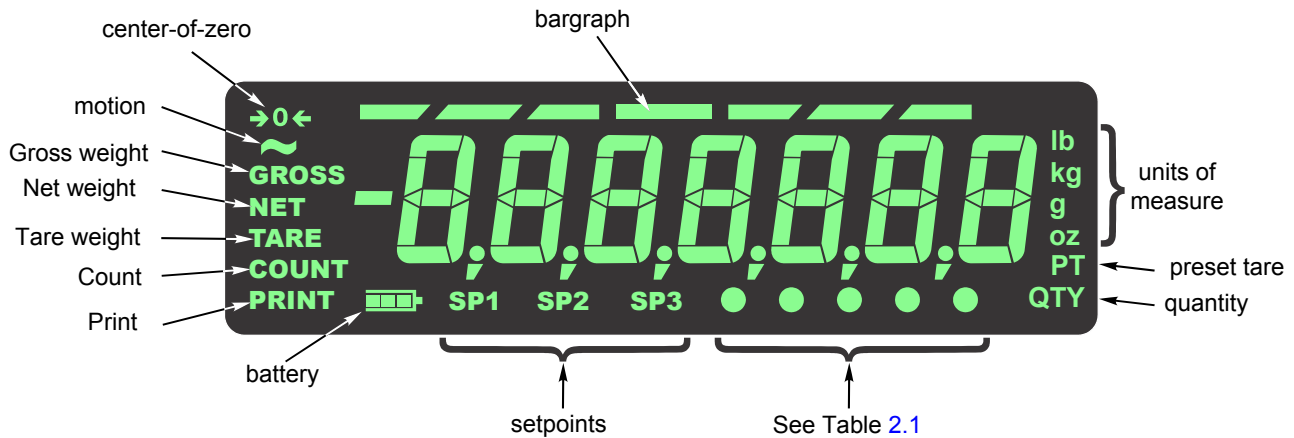 center-of-zero
bargraph
motion
Gross weight
Net weight
Tare weight
Count
Print
→0←
~
GROSS
NET
TARE
COUNT
PRINT
-8.8.8.8.8.8.8
SP1 SP2 SP3
lb
kg
g
oz
PT
QTY
units of
measure
preset tare
quantity
battery
setpoints
See Table 2.1